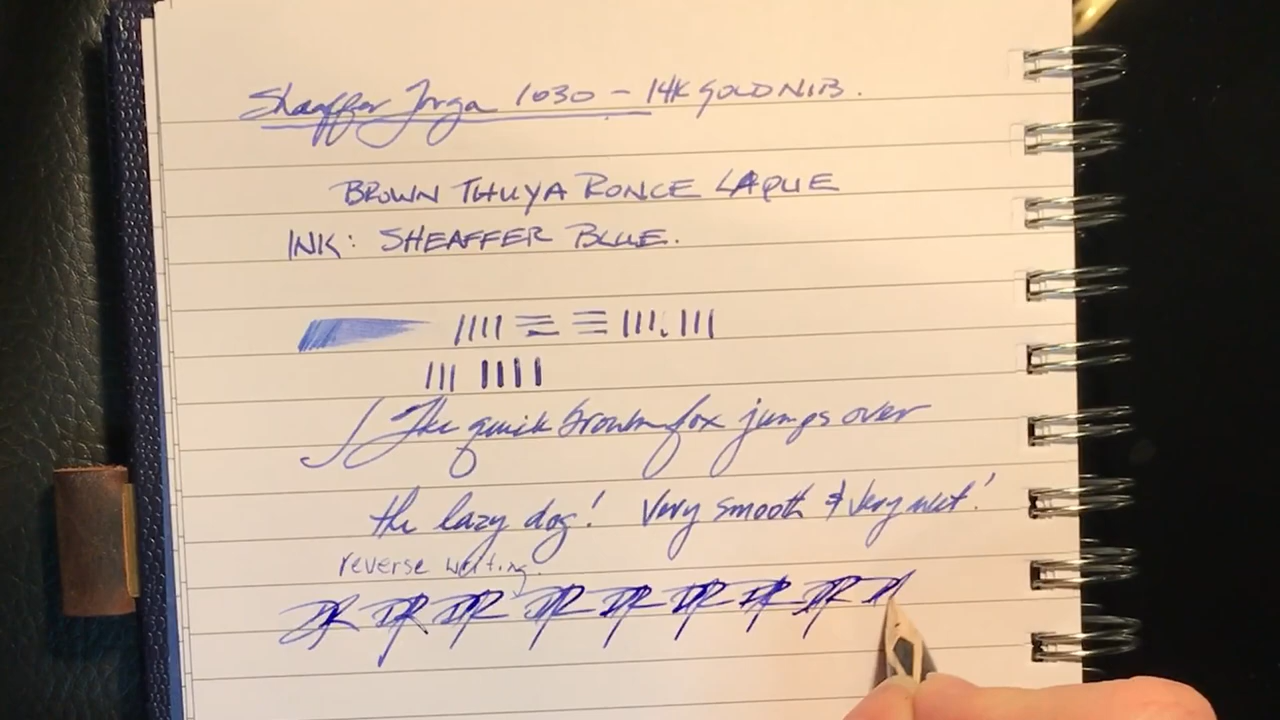 Sheaffer Targa 1030 - 14K GOLD NIB.
BROWN THUYA RONCE LAQUE
INK: SHEAFFER BLUE.
The quick brown fox jumps over
the lazy dog! Very smooth & very wet!
reverse writing.